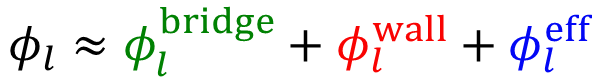 ϕ_l ≈ ϕ_l^bridge + ϕ_l^wall + ϕ_l^eff